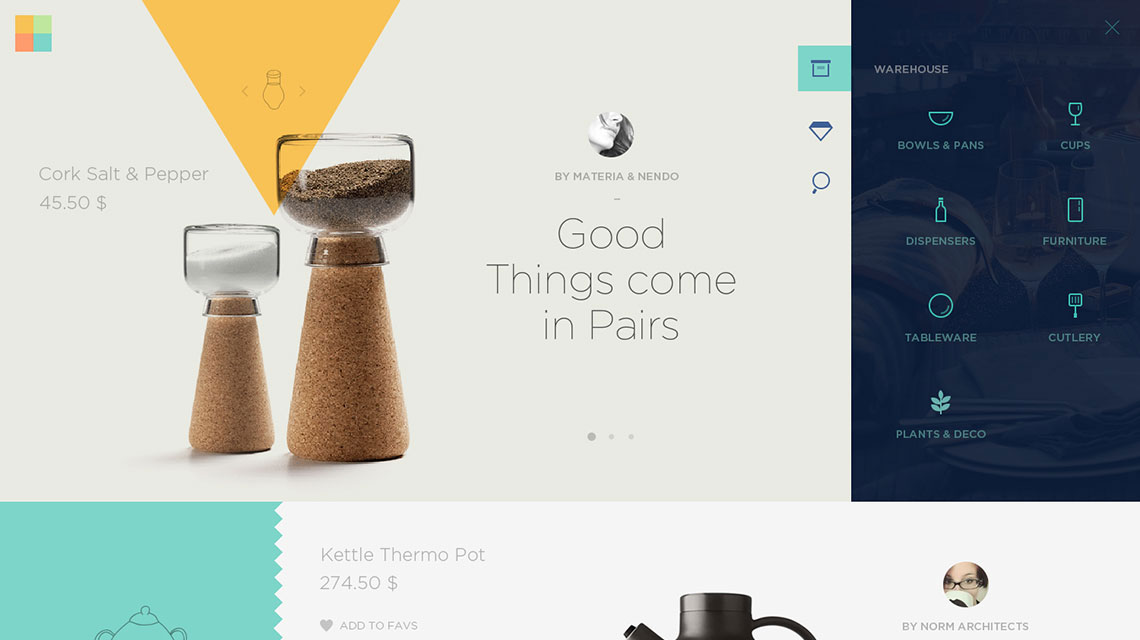 WAREHOUSE
BOWLS & PANS
CUPS
DISPENSERS
FURNITURE
TABLEWARE
CUTLERY
PLANTS & DECO
Cork Salt & Pepper
45.50 $
BY MATERIA & NENDO
–
Good
Things come
in Pairs
Kettle Thermo Pot
274.50 $
ADD TO FAVS
BY NORM ARCHITECTS